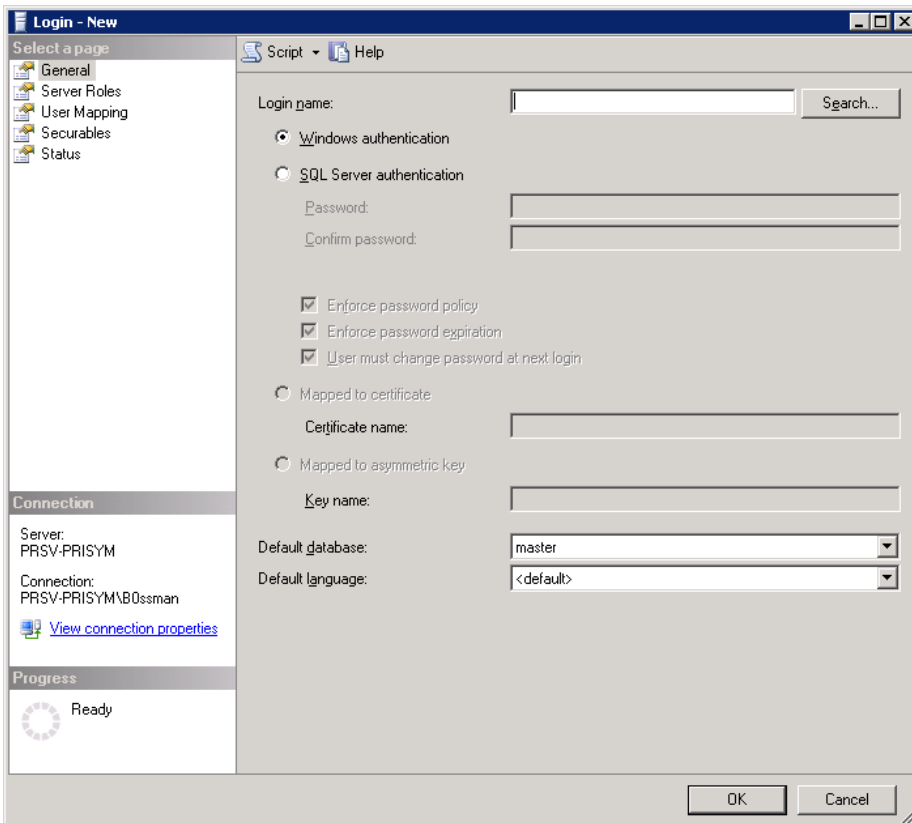 Login - New
Select a page
General
Server Roles
User Mapping
Securables
Status
Script
Help
Login name:
Search...
Windows authentication
SQL Server authentication
Password:
Confirm password:
Enforce password policy
Enforce password expiration
User must change password at next login
Mapped to certificate
Certificate name:
Mapped to asymmetric key
Key name:
Default database:
master
Default language:
<default>
Connection
Server:
PRSV-PRISYM
Connection:
PRSV-PRISYM\B0ssman
View connection properties
Progress
Ready
OK
Cancel